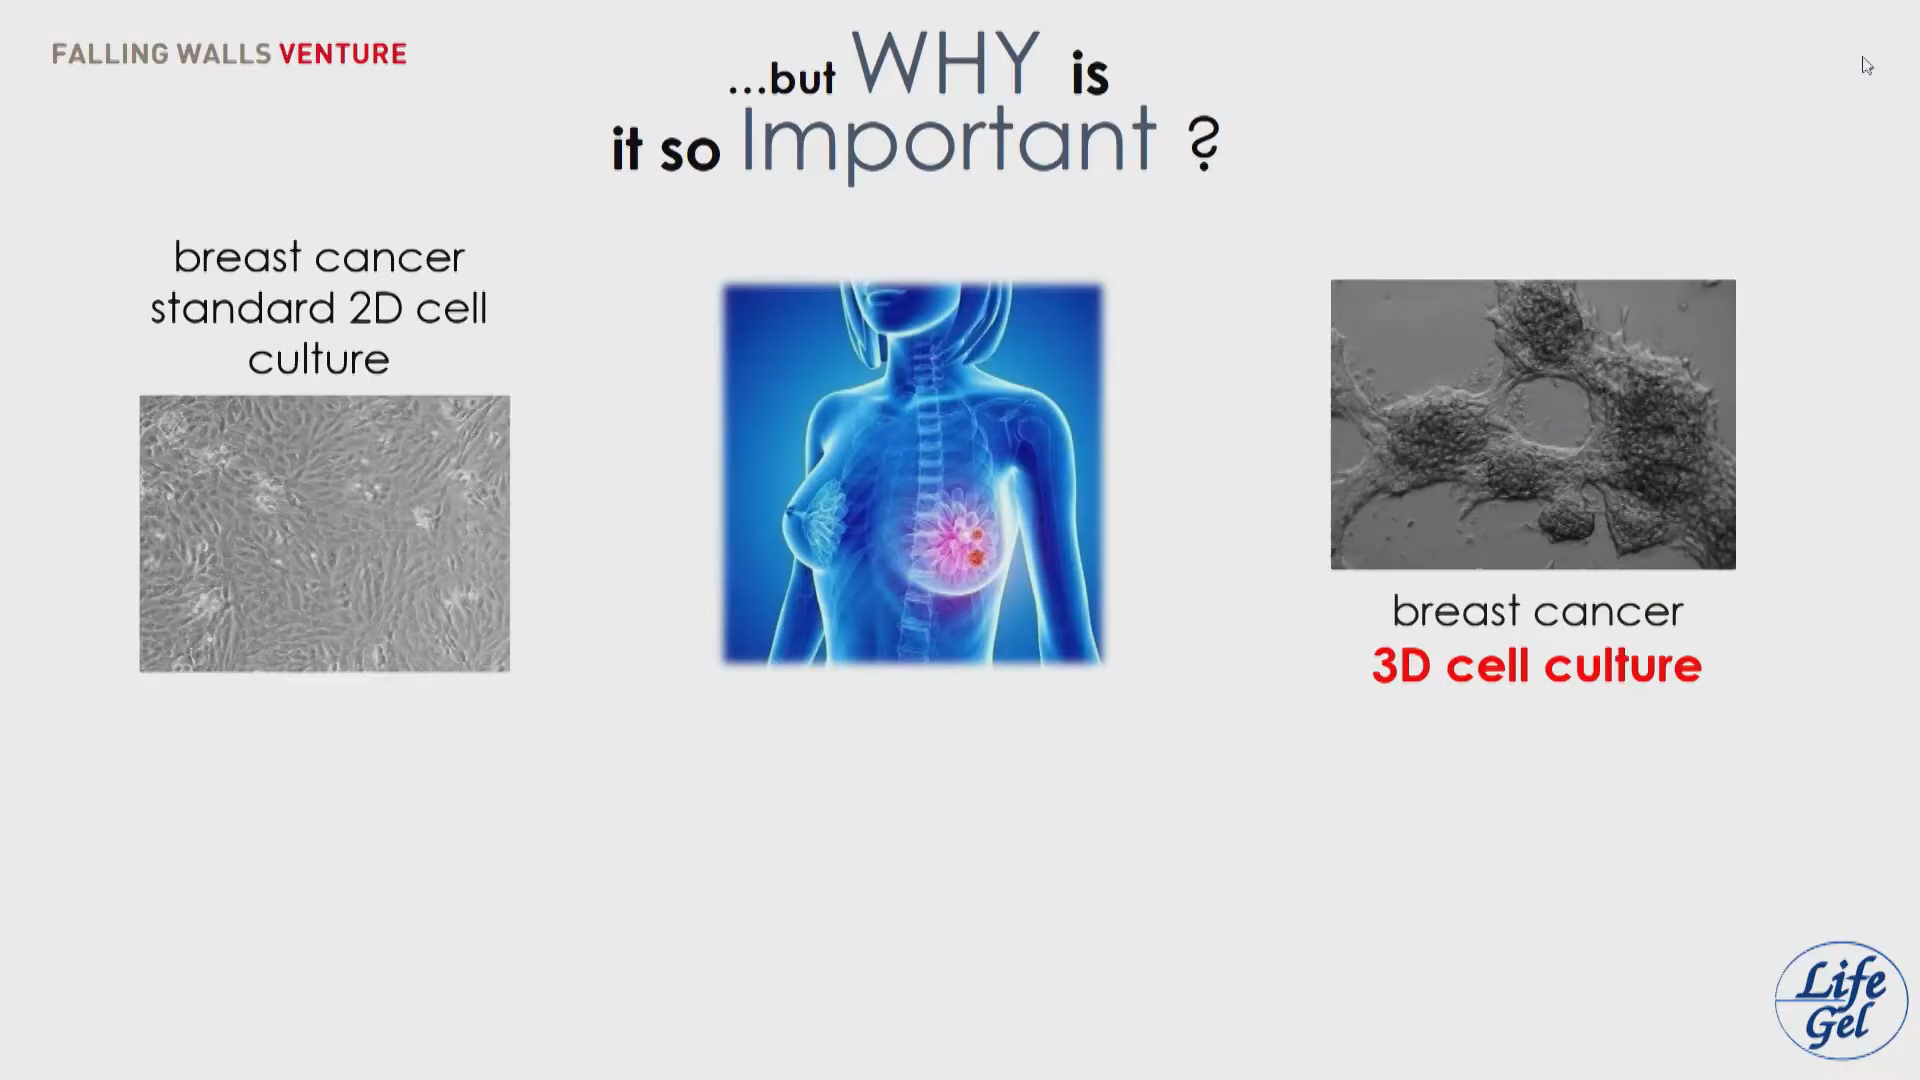 FALLING WALLS VENTURE
...but WHY is
it so Important ?
breast cancer
standard 2D cell
culture
breast cancer
3D cell culture
Life
Gel